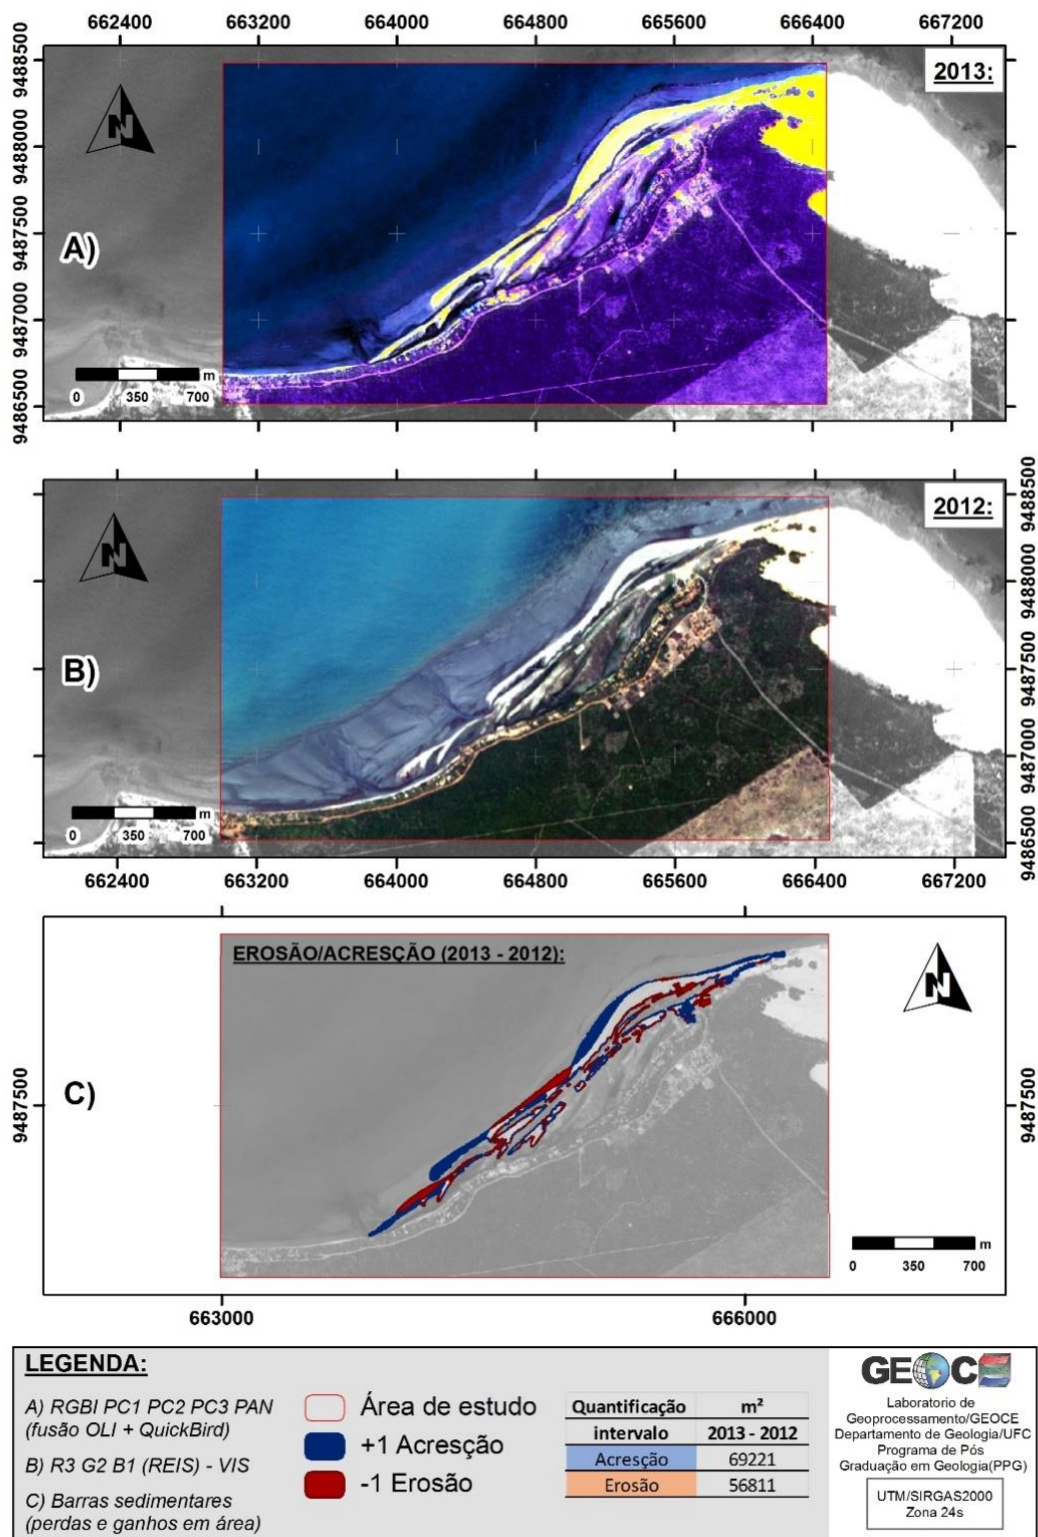 662400 663200 664000 664800 665600 666400 667200
9488500
9488000
9487500
9487000
9486500
2013:
N
A)
m
0 350 700
2012:
N
B)
9488500
9488000
9487500
9487000
9486500
m
0 350 700
662400 663200 664000 664800 665600 666400 667200
EROSÃO/ACRESÇÃO (2013 - 2012):
N
C)
9487500
9487500
m
0 350 700
663000 666000
LEGENDA:
A) RGBI PC1 PC2 PC3 PAN
(fusão OLI + QuickBird)
B) R3 G2 B1 (REIS) - VIS
C) Barras sedimentares
(perdas e ganhos em área)
Área de estudo
+1 Acresção
-1 Erosão
Quantificação m²
intervalo 2013 - 2012
Acresção 69221
Erosão 56811
GEOCE
Laboratorio de
Geoprocessamento/GEOCE
Departamento de Geologia/UFC
Programa de Pós
Graduação em Geologia(PPG)
UTM/SIRGAS2000
Zona 24s